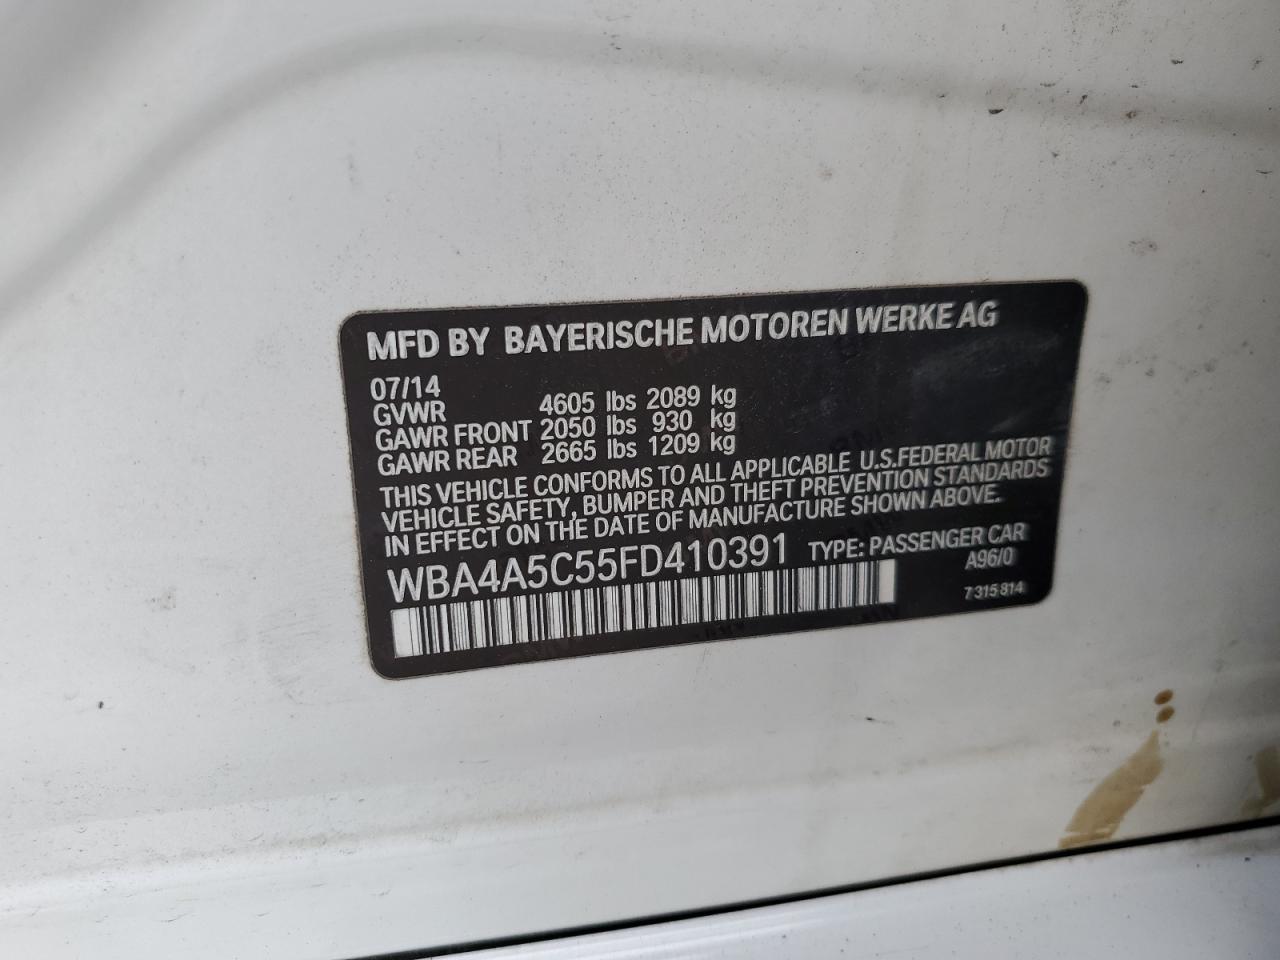 MFD BY BAYERISCHE MOTOREN WERKE AG
07/14
GVWR 4605 lbs 2089 kg
GAWR FRONT 2050 lbs 930 kg
GAWR REAR 2665 lbs 1209 kg
THIS VEHICLE CONFORMS TO ALL APPLICABLE U.S.FEDERAL MOTOR
VEHICLE SAFETY, BUMPER AND THEFT PREVENTION STANDARDS
IN EFFECT ON THE DATE OF MANUFACTURE SHOWN ABOVE.
WBA4A5C55FD410391 TYPE: PASSENGER CAR
A96/0
7 315 814